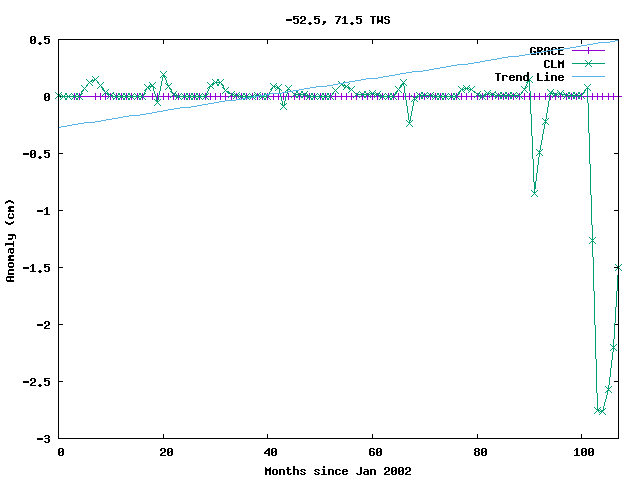 -52.5, 71.5 TWS
GRACE
CLM
Trend Line
0.5
0
-0.5
-1
-1.5
-2
-2.5
-3
Anomaly (cm)
0 20 40 60 80 100
Months since Jan 2002